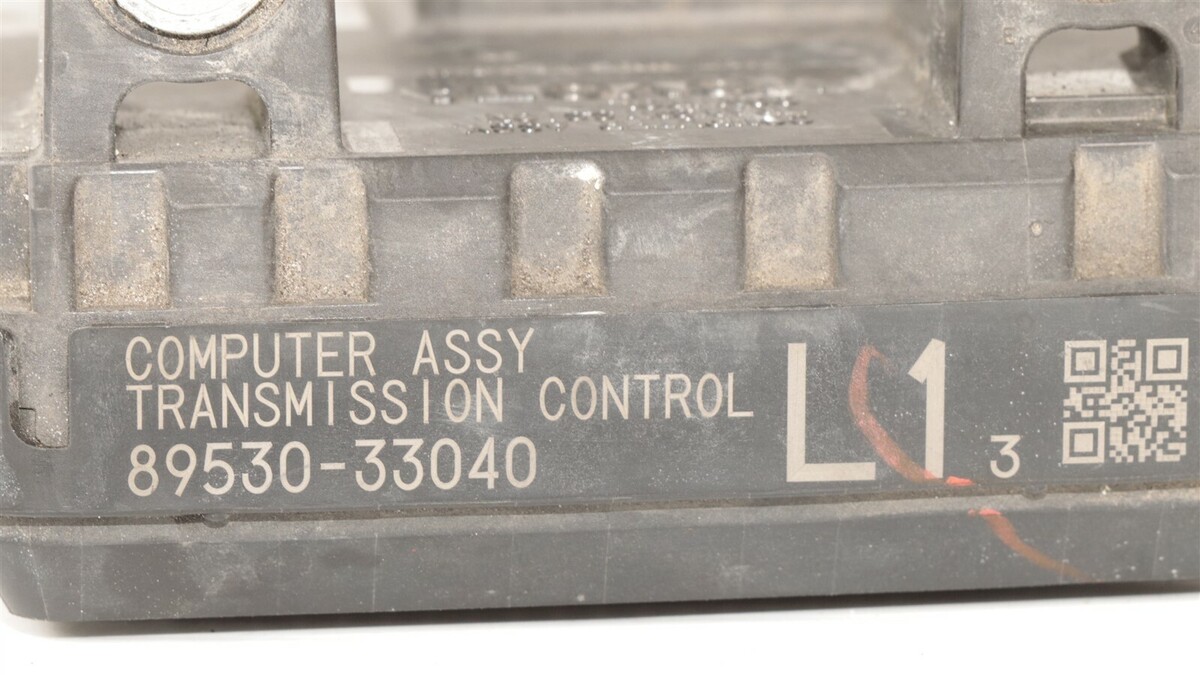 COMPUTER ASSY
TRANSMISSION CONTROL
89530-33040
L1 3